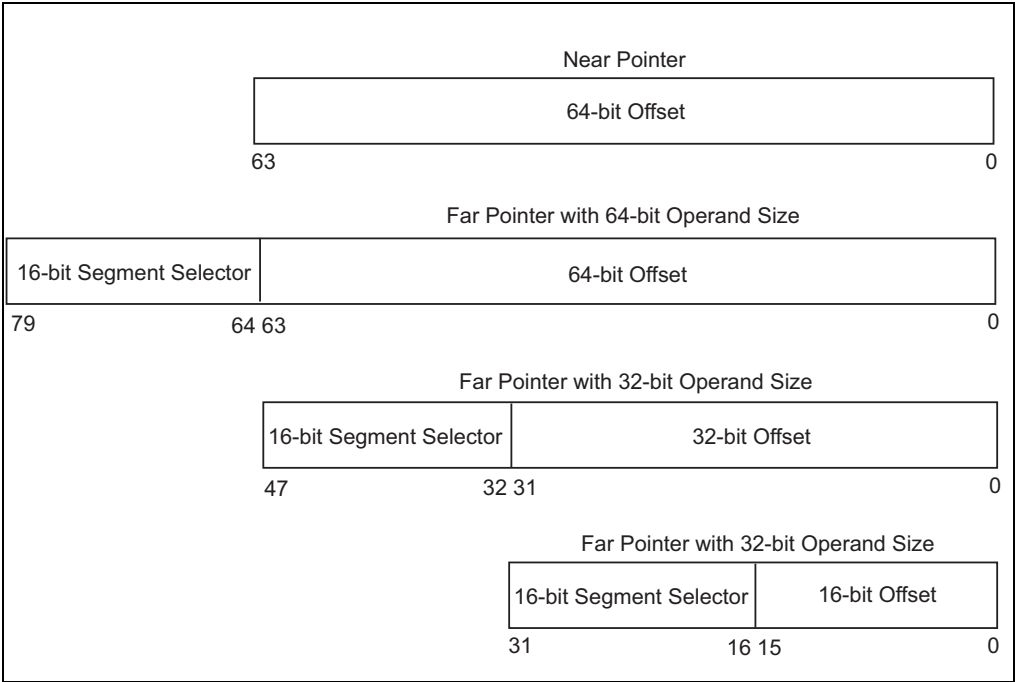 Near Pointer
64-bit Offset
63 0
Far Pointer with 64-bit Operand Size
16-bit Segment Selector 64-bit Offset
79 64 63 0
Far Pointer with 32-bit Operand Size
16-bit Segment Selector 32-bit Offset
47 32 31 0
Far Pointer with 32-bit Operand Size
16-bit Segment Selector 16-bit Offset
31 16 15 0